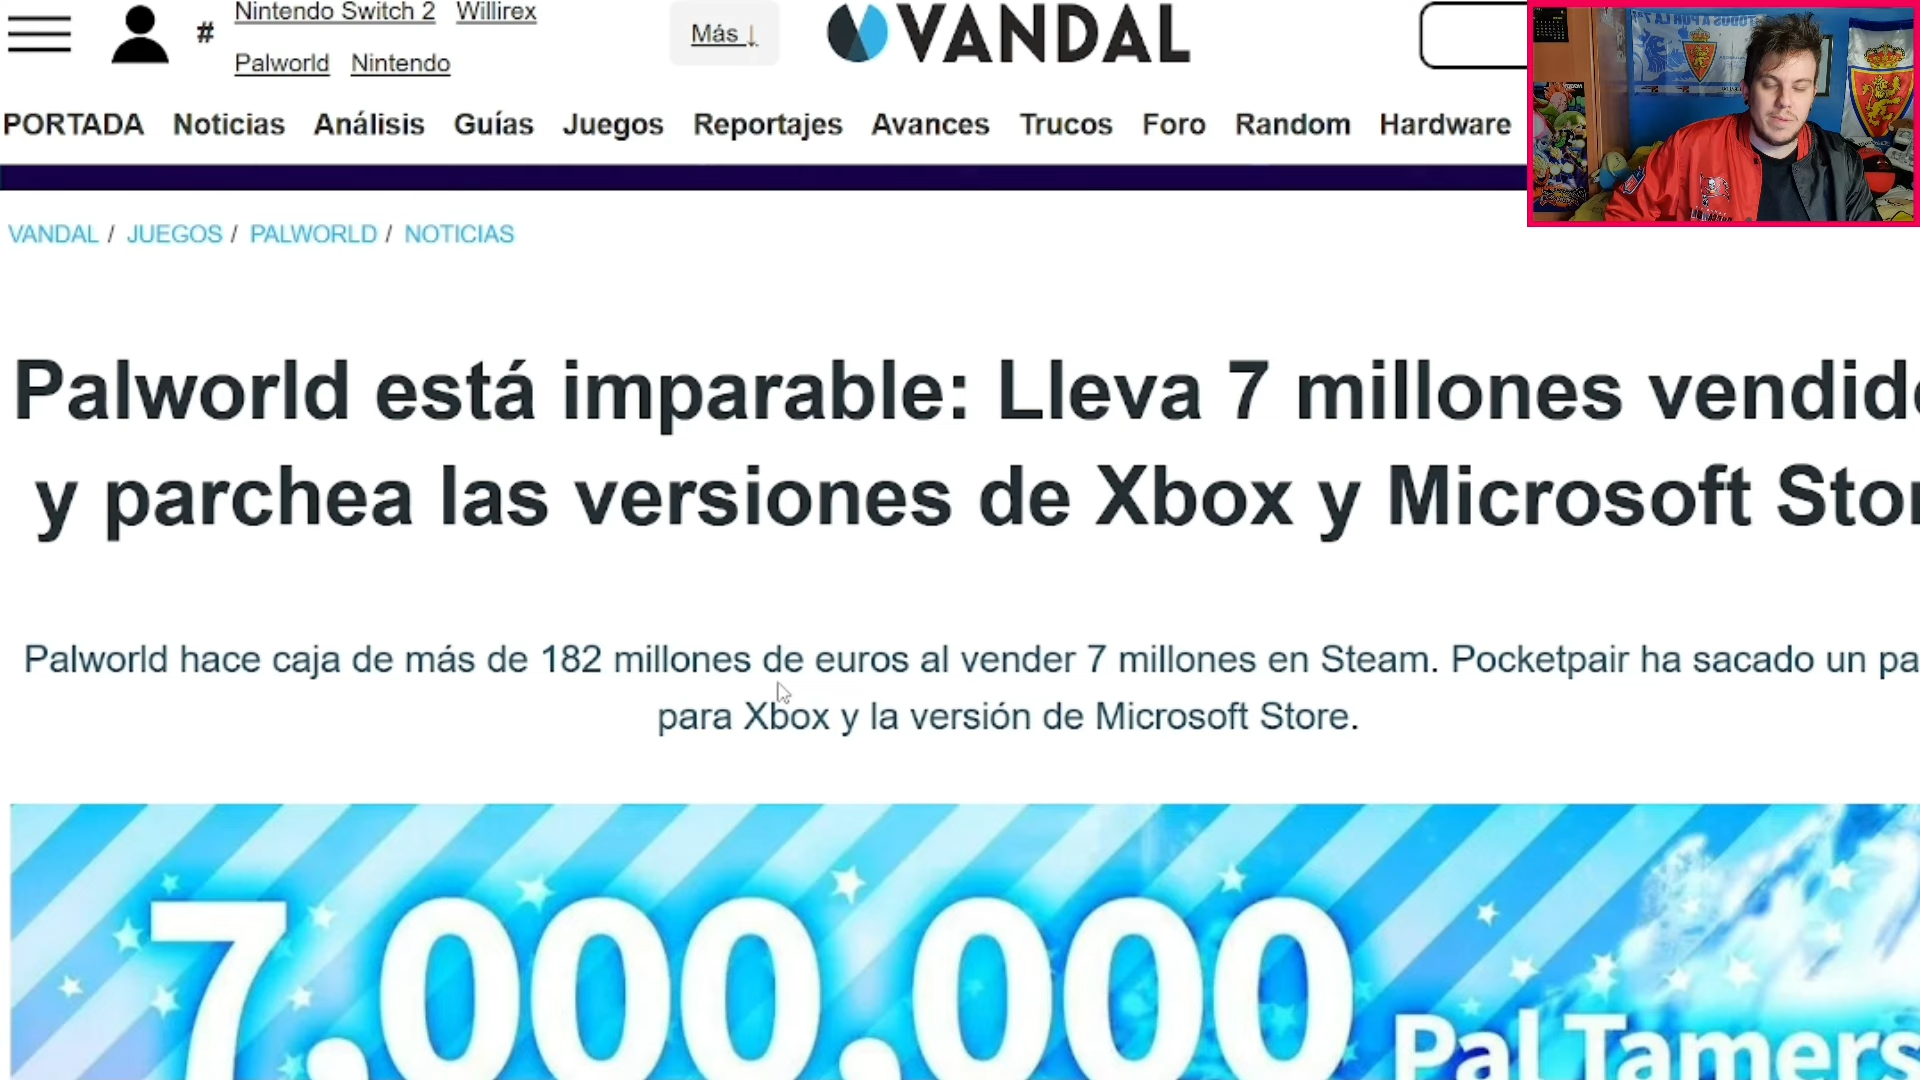 Nintendo Switch 2 Willirex
#
Palworld Nintendo
Más ↓
VANDAL
PORTADA Noticias Análisis Guías Juegos Reportajes Avances Trucos Foro Random Hardware
VANDAL / JUEGOS / PALWORLD / NOTICIAS
Palworld está imparable: Lleva 7 millones vendido
y parchea las versiones de Xbox y Microsoft Stor
Palworld hace caja de más de 182 millones de euros al vender 7 millones en Steam. Pocketpair ha sacado un pa
para Xbox y la versión de Microsoft Store.
7.000.000
Pal Tamers